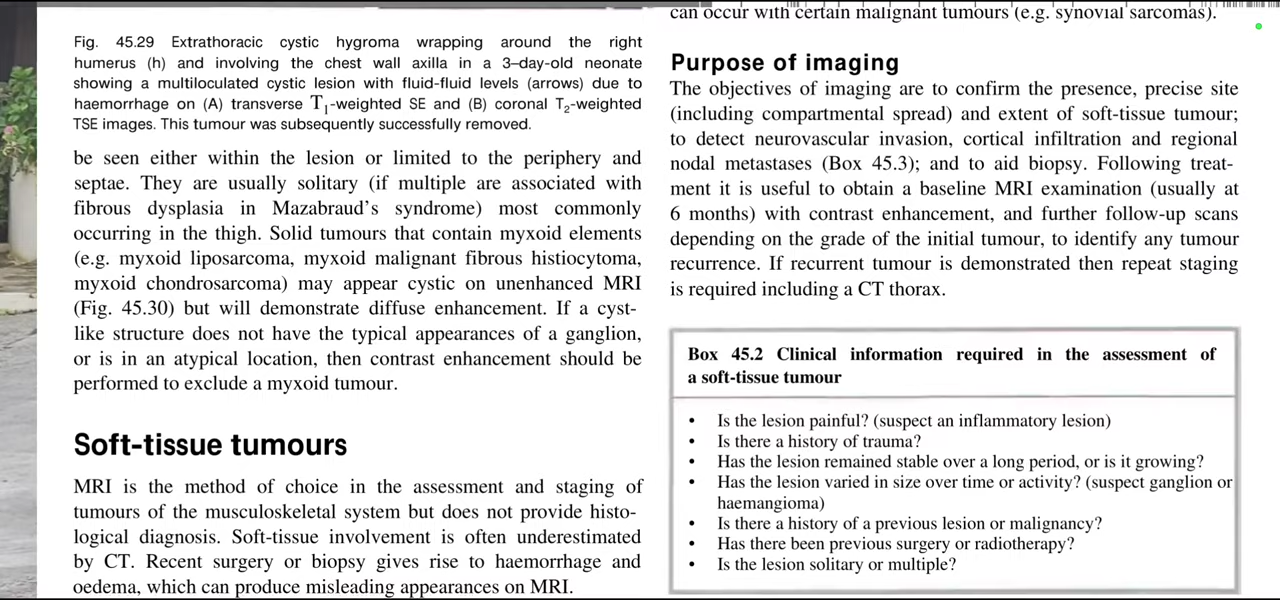 Fig. 45.29 Extrathoracic cystic hygroma wrapping around the right
humerus (h) and involving the chest wall axilla in a 3–day-old neonate
showing a multiloculated cystic lesion with fluid-fluid levels (arrows) due to
haemorrhage on (A) transverse T1-weighted SE and (B) coronal T2-weighted
TSE images. This tumour was subsequently successfully removed.
be seen either within the lesion or limited to the periphery and
septae. They are usually solitary (if multiple are associated with
fibrous dysplasia in Mazabraud's syndrome) most commonly
occurring in the thigh. Solid tumours that contain myxoid elements
(e.g. myxoid liposarcoma, myxoid malignant fibrous histiocytoma,
myxoid chondrosarcoma) may appear cystic on unenhanced MRI
(Fig. 45.30) but will demonstrate diffuse enhancement. If a cyst-
like structure does not have the typical appearances of a ganglion,
or is in an atypical location, then contrast enhancement should be
performed to exclude a myxoid tumour.
Soft-tissue tumours
MRI is the method of choice in the assessment and staging of
tumours of the musculoskeletal system but does not provide histo-
logical diagnosis. Soft-tissue involvement is often underestimated
by CT. Recent surgery or biopsy gives rise to haemorrhage and
oedema, which can produce misleading appearances on MRI.
can occur with certain malignant tumours (e.g. synovial sarcomas).
Purpose of imaging
The objectives of imaging are to confirm the presence, precise site
(including compartmental spread) and extent of soft-tissue tumour;
to detect neurovascular invasion, cortical infiltration and regional
nodal metastases (Box 45.3); and to aid biopsy. Following treat-
ment it is useful to obtain a baseline MRI examination (usually at
6 months) with contrast enhancement, and further follow-up scans
depending on the grade of the initial tumour, to identify any tumour
recurrence. If recurrent tumour is demonstrated then repeat staging
is required including a CT thorax.
Box 45.2 Clinical information required in the assessment of
a soft-tissue tumour
• Is the lesion painful? (suspect an inflammatory lesion)
• Is there a history of trauma?
• Has the lesion remained stable over a long period, or is it growing?
• Has the lesion varied in size over time or activity? (suspect ganglion or
haemangioma)
• Is there a history of a previous lesion or malignancy?
• Has there been previous surgery or radiotherapy?
• Is the lesion solitary or multiple?